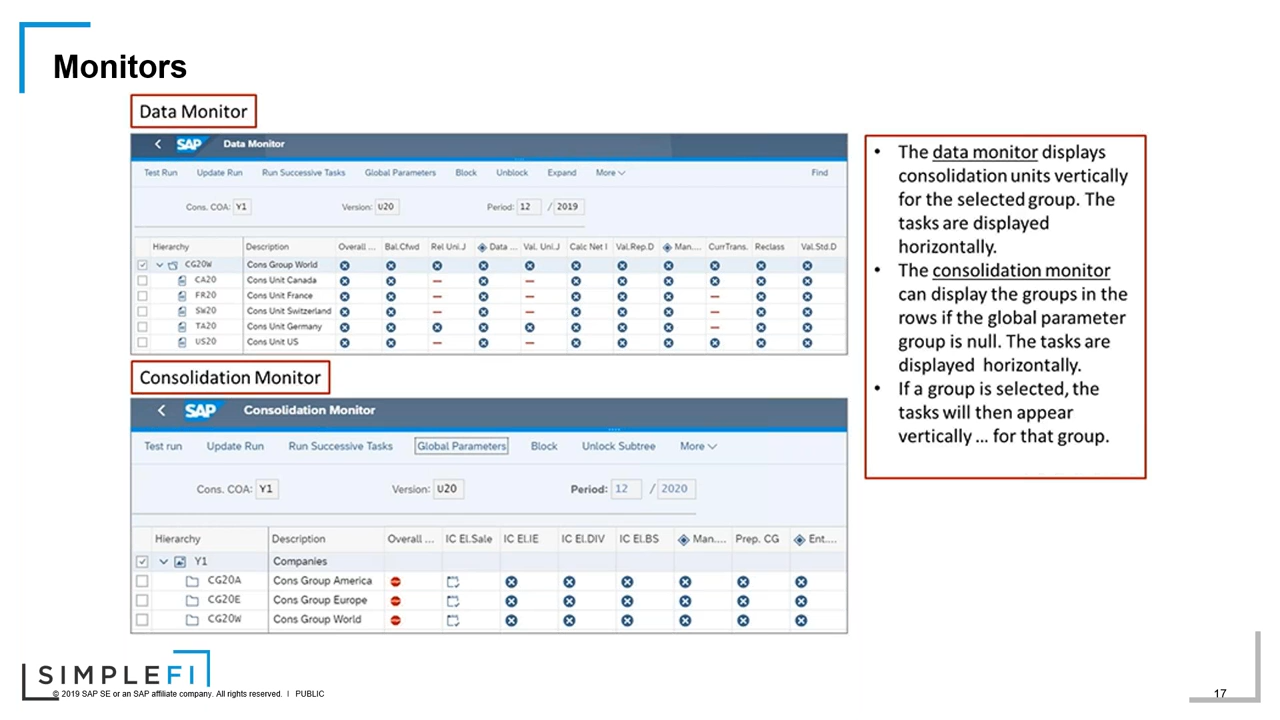 Monitors
Data Monitor
SAP Data Monitor
Test Run Update Run Run Successive Tasks Global Parameters Block Unblock Expand More Find
Cons. COA: Y1 Version: U20 Period: 12 / 2019
Hierarchy Description Overall ... Bal.Cfwd Rel Uni.J Data ... Val. Uni.J Calc Net I Val.Rep.D Man.... CurrTrans. Reclass Val.Std.D
CG20W Cons Group World
CA20 Cons Unit Canada
FR20 Cons Unit France
SW20 Cons Unit Switzerland
TA20 Cons Unit Germany
US20 Cons Unit US
Consolidation Monitor
SAP Consolidation Monitor
Test run Update Run Run Successive Tasks Global Parameters Block Unlock Subtree More
Cons. COA: Y1 Version: U20 Period: 12 / 2020
Hierarchy Description Overall ... IC El.Sale IC El.IE IC El.DIV IC El.BS Man.... Prep. CG Ent....
Y1 Companies
CG20A Cons Group America
CG20E Cons Group Europe
CG20W Cons Group World
• The data monitor displays
consolidation units vertically
for the selected group. The
tasks are displayed
horizontally.
• The consolidation monitor
can display the groups in the
rows if the global parameter
group is null. The tasks are
displayed horizontally.
• If a group is selected, the
tasks will then appear
vertically ... for that group.
SIMPLEFI
© 2019 SAP SE or an SAP affiliate company. All rights reserved. I PUBLIC
17